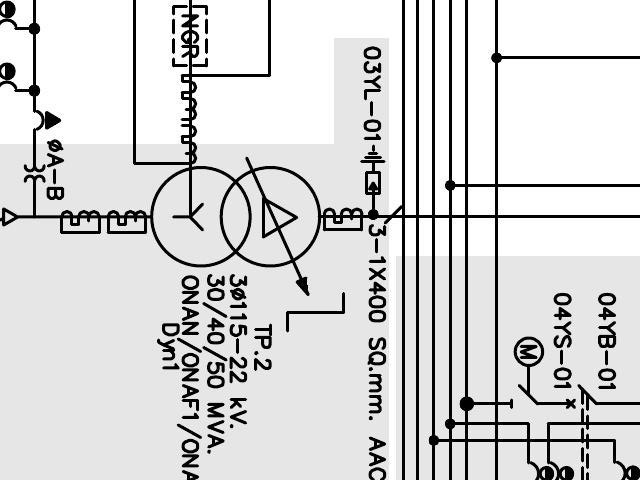 NGR
03YL-01
øA-B
3-1X400 SQ.mm. AAC
TP.2
3ø115-22 kV.
30/40/50 MVA.
ONAN/ONAF1/ONA
Dyn1
04YB-01
04YS-01
M